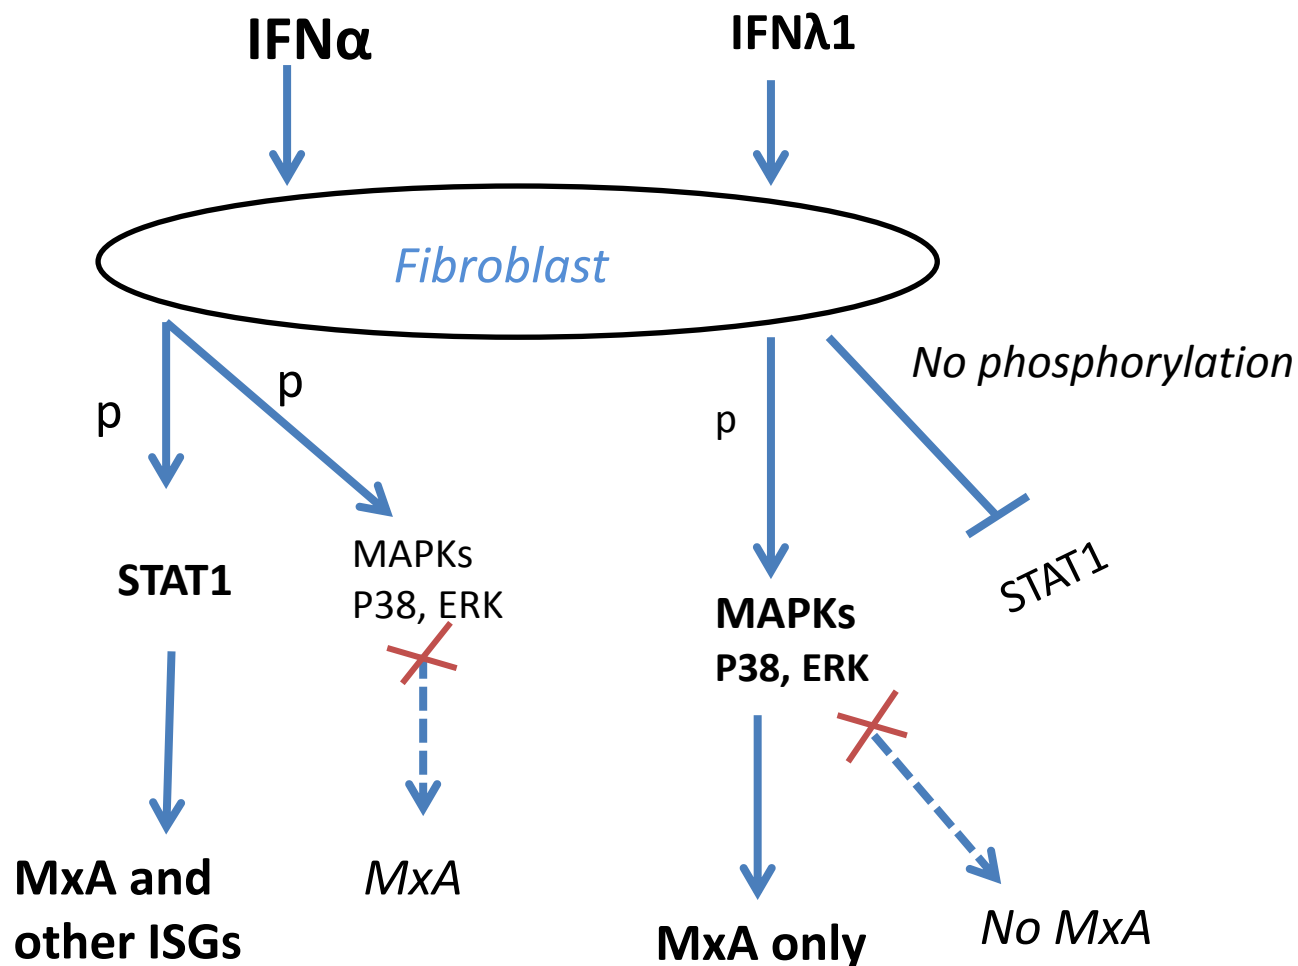 IFNα
IFNλ1
Fibroblast
No phosphorylation
p
p
p
STAT1
MAPKs
P38, ERK
MAPKs
P38, ERK
STAT1
MxA and
other ISGs
MxA
MxA only
No MxA